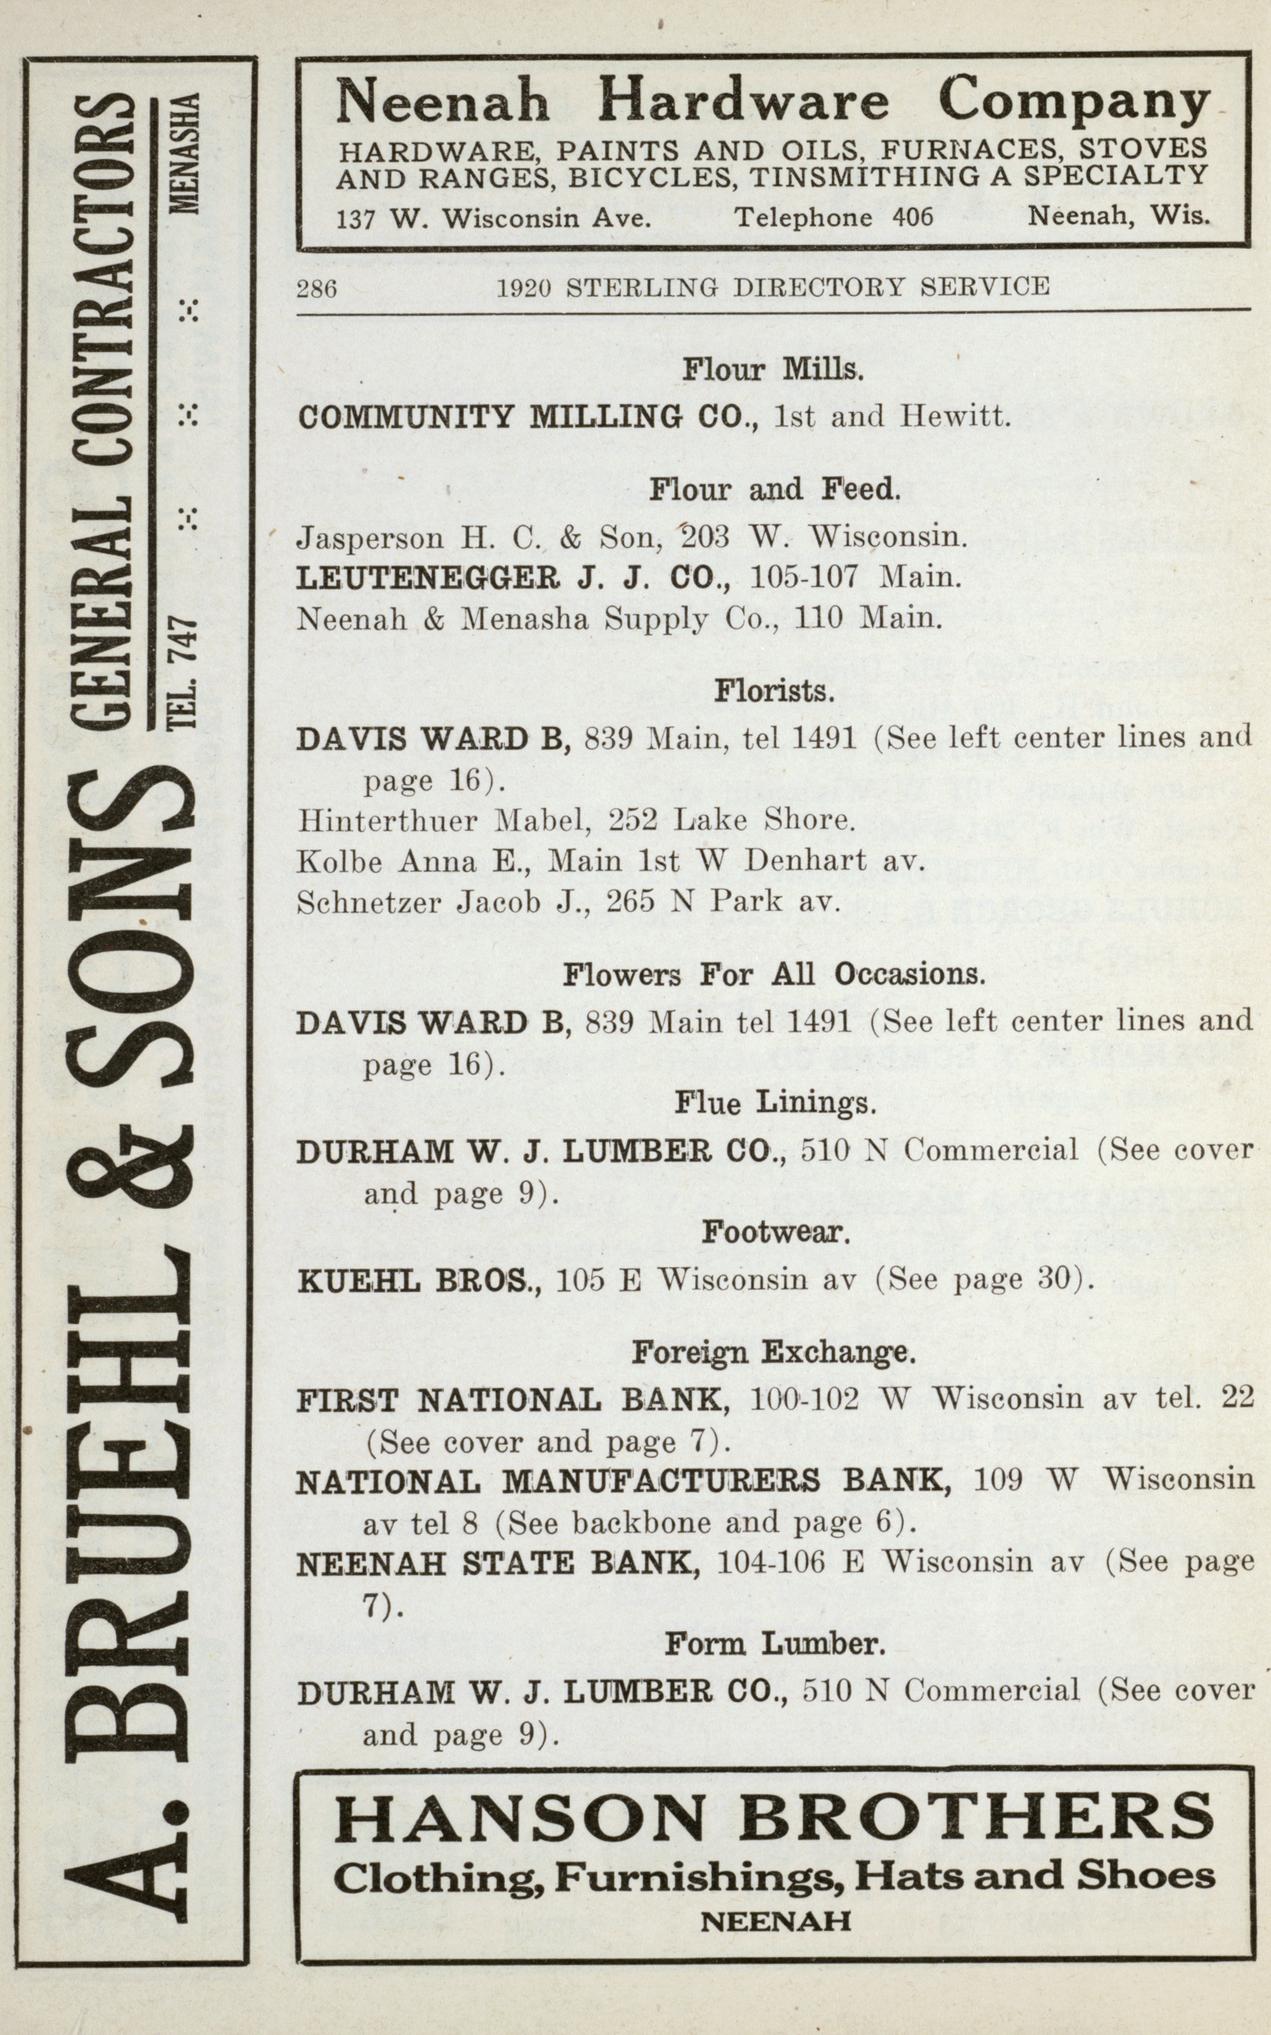 A. BRUEHL & SONS GENERAL CONTRACTORS
TEL. 747 MENASHA
Neenah Hardware Company
HARDWARE, PAINTS AND OILS, FURNACES, STOVES
AND RANGES, BICYCLES, TINSMITHING A SPECIALTY
137 W. Wisconsin Ave. Telephone 406 Neenah, Wis.
286 1920 STERLING DIRECTORY SERVICE
Flour Mills.
COMMUNITY MILLING CO., 1st and Hewitt.
Flour and Feed.
Jasperson H. C. & Son, 203 W. Wisconsin.
LEUTENEGGER J. J. CO., 105-107 Main.
Neenah & Menasha Supply Co., 110 Main.
Florists.
DAVIS WARD B, 839 Main, tel 1491 (See left center lines and
page 16).
Hinterthuer Mabel, 252 Lake Shore.
Kolbe Anna E., Main 1st W Denhart av.
Schnetzer Jacob J., 265 N Park av.
Flowers For All Occasions.
DAVIS WARD B, 839 Main tel 1491 (See left center lines and
page 16).
Flue Linings.
DURHAM W. J. LUMBER CO., 510 N Commercial (See cover
and page 9).
Footwear.
KUEHL BROS., 105 E Wisconsin av (See page 30).
Foreign Exchange.
FIRST NATIONAL BANK, 100-102 W Wisconsin av tel. 22
(See cover and page 7).
NATIONAL MANUFACTURERS BANK, 109 W Wisconsin
av tel 8 (See backbone and page 6).
NEENAH STATE BANK, 104-106 E Wisconsin av (See page
7).
Form Lumber.
DURHAM W. J. LUMBER CO., 510 N Commercial (See cover
and page 9).
HANSON BROTHERS
Clothing, Furnishings, Hats and Shoes
NEENAH